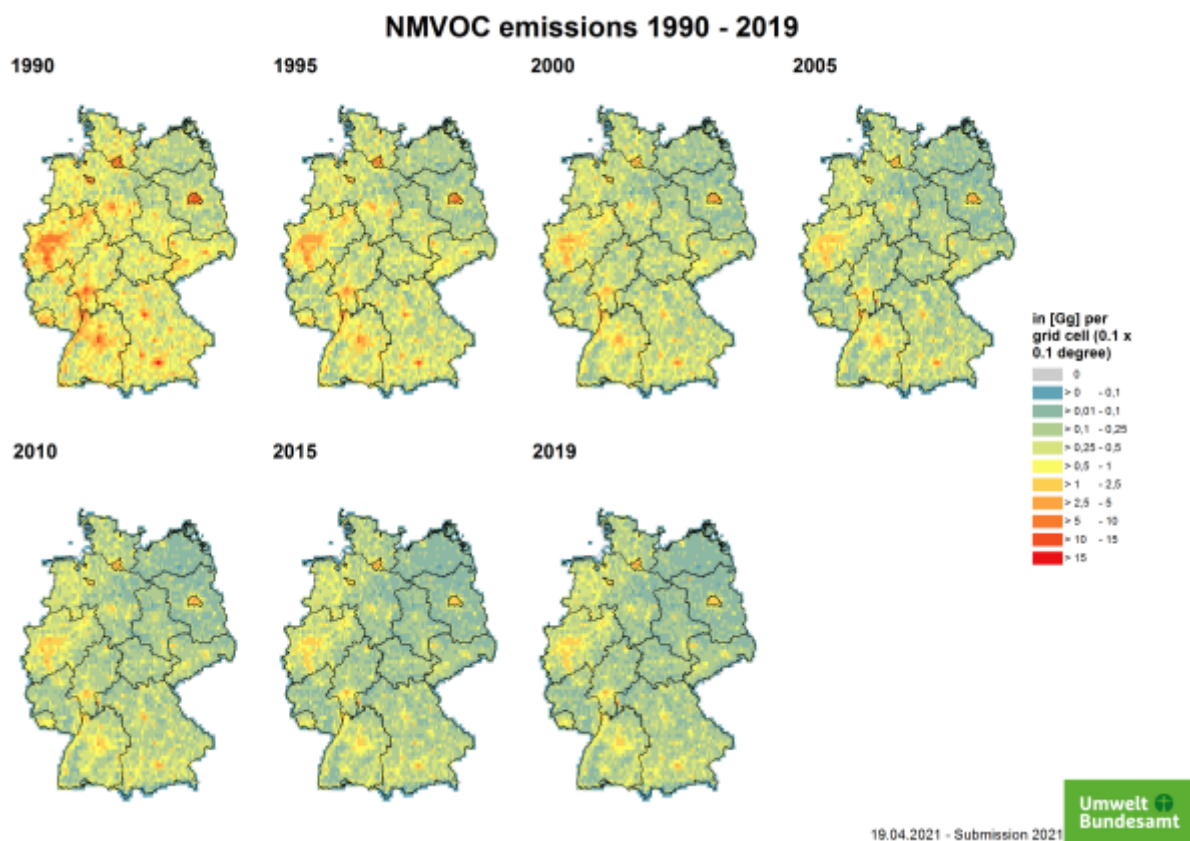 NMVOC emissions 1990 - 2019
1990
1995
2000
2005
in [Gg] per
grid cell (0.1 x
0.1 degree)
0
> 0 - 0,1
> 0,01 - 0,1
> 0,1 - 0,25
> 0,25 - 0,5
> 0,5 - 1
> 1 - 2,5
> 2,5 - 5
> 5 - 10
> 10 - 15
> 15
2010
2015
2019
Umwelt
Bundesamt
19.04.2021 - Submission 2021